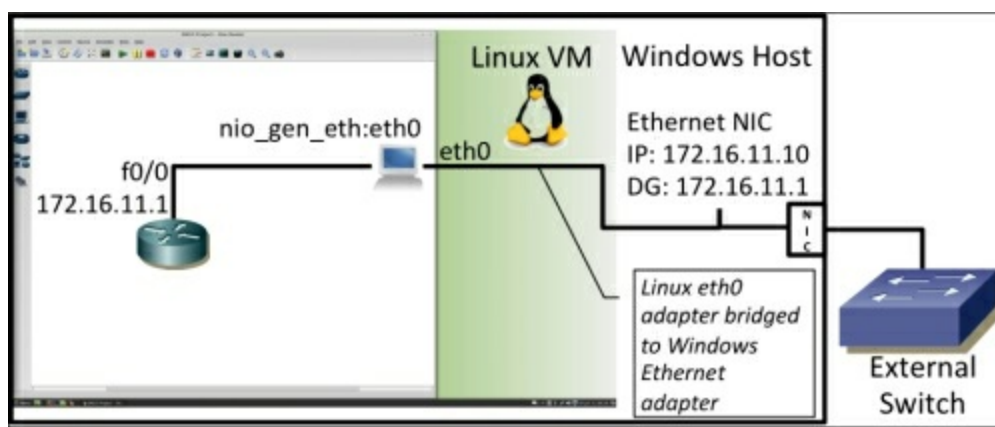 Linux VM
Windows Host
nio_gen_eth:eth0
eth0
f0/0
172.16.11.1
Ethernet NIC
IP: 172.16.11.10
DG: 172.16.11.1
N
I
C
Linux eth0
adapter bridged
to Windows
Ethernet
adapter
External
Switch